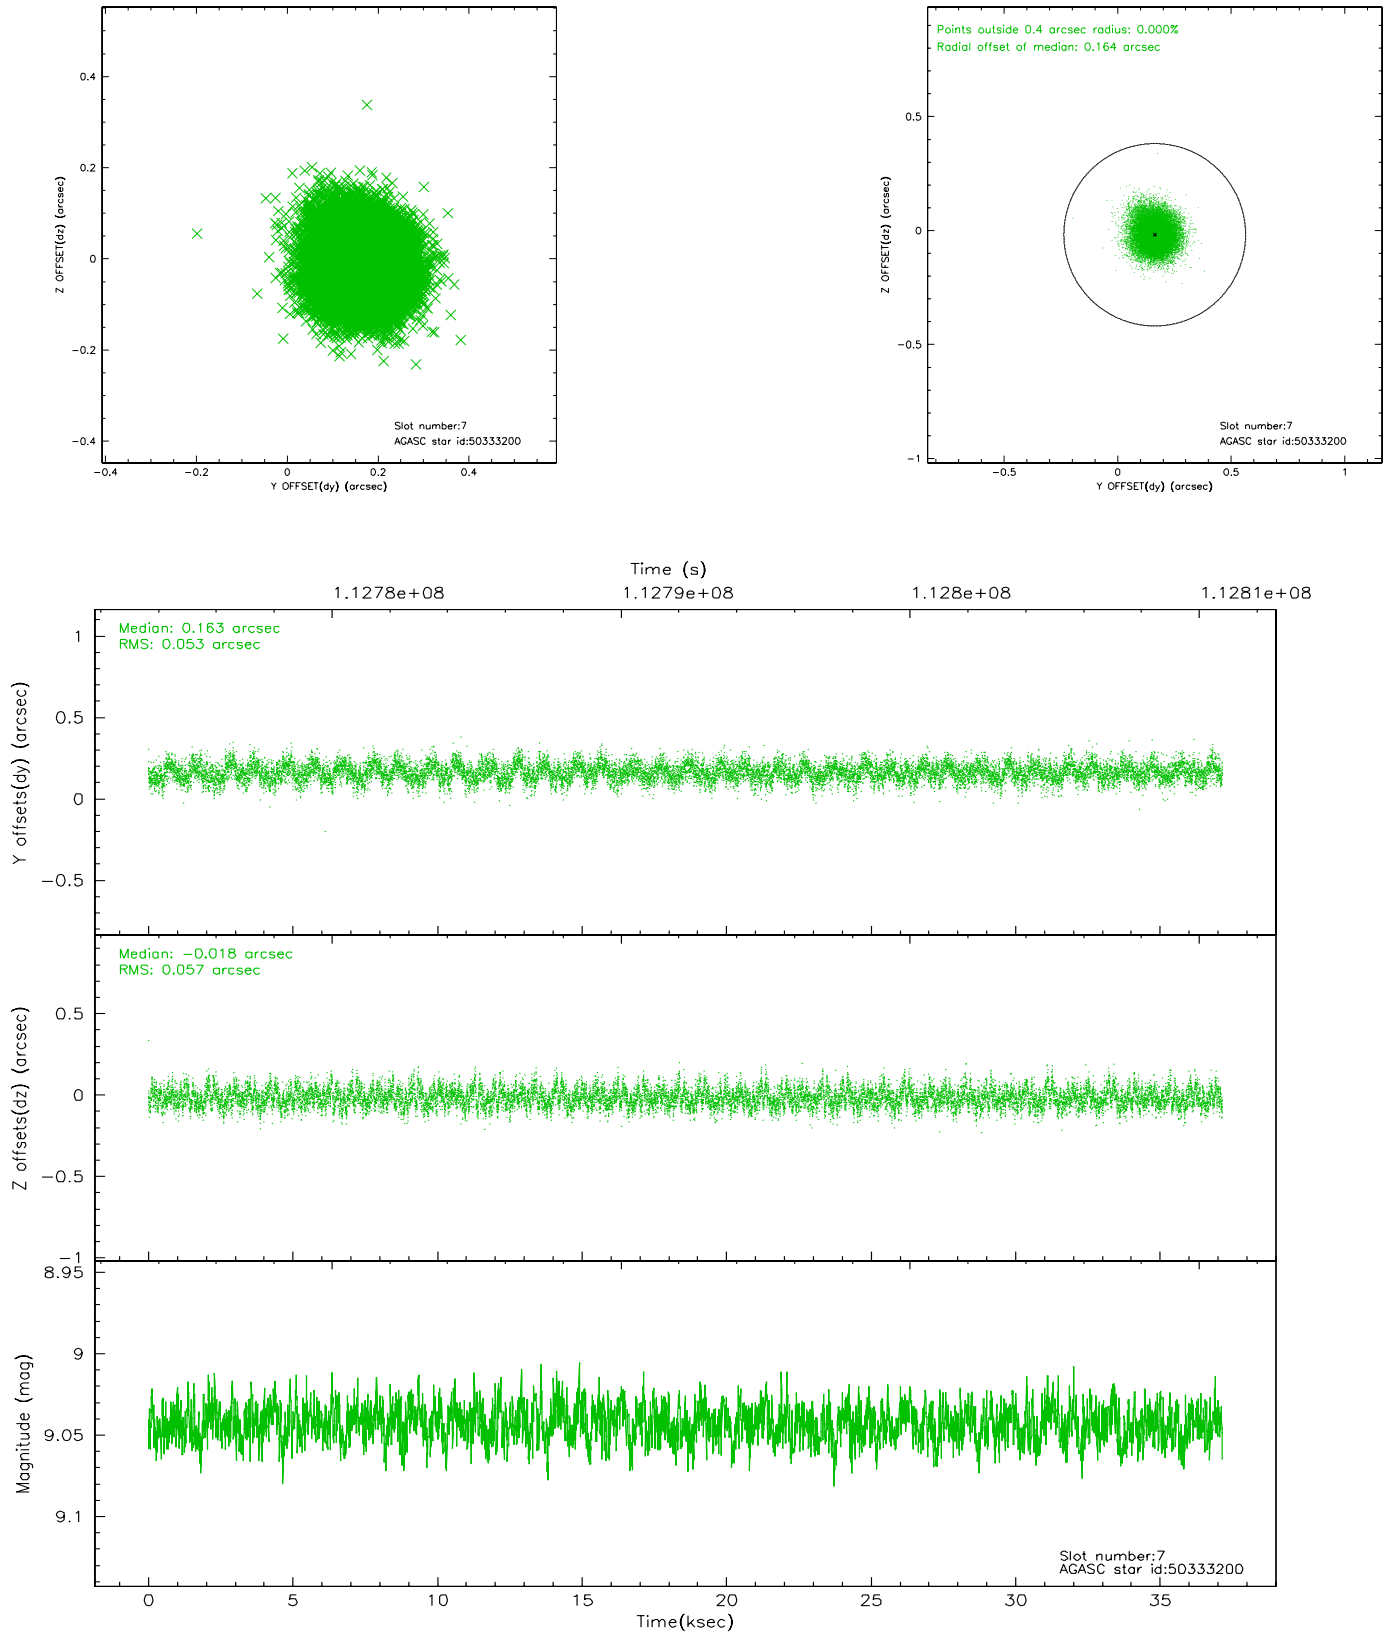 0.4
0.2
0
−0.2
−0.4
−0.4
−0.2
0
0.2
0.4
Z OFFSET(dz) (arcsec)
Y OFFSET(dy) (arcsec)
Slot number:7
AGASC star id:50333200
Points outside 0.4 arcsec radius: 0.000%
Radial offset of median: 0.164 arcsec
0.5
0
−0.5
−1
−0.5
0
0.5
1
Z OFFSET(dz) (arcsec)
Y OFFSET(dy) (arcsec)
Slot number:7
AGASC star id:50333200
Time (s)
1.1278e+08
1.1279e+08
1.128e+08
1.1281e+08
Median: 0.163 arcsec
RMS: 0.053 arcsec
1
0.5
0
−0.5
Y offsets(dy) (arcsec)
Median: −0.018 arcsec
RMS: 0.057 arcsec
0.5
0
−0.5
−1
Z offsets(dz) (arcsec)
8.95
9
9.05
9.1
Magnitude (mag)
Slot number:7
AGASC star id:50333200
0
5
10
15
20
25
30
35
Time(ksec)